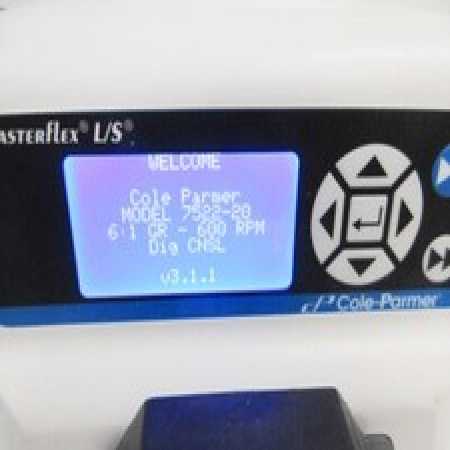 ASTERflEX® L/S®
WELCOME
Cole Parmer
MODEL 7522-20
6:1 GR - 600 RPM
Dig CNSL
v3.1.1
Cole-Parmer